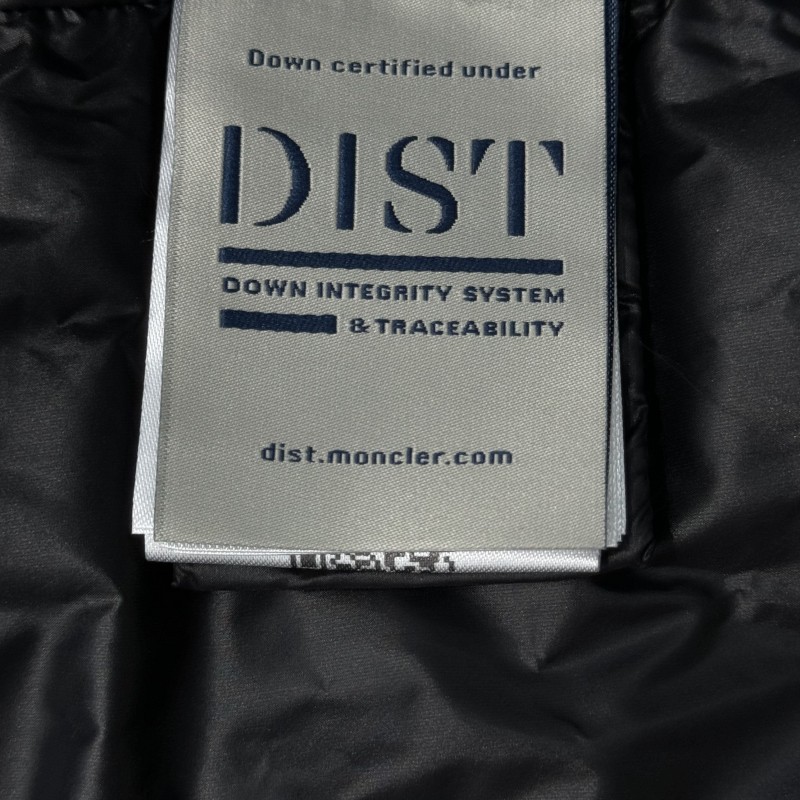 Down certified under
DIST
DOWN INTEGRITY SYSTEM
& TRACEABILITY
dist.moncler.com